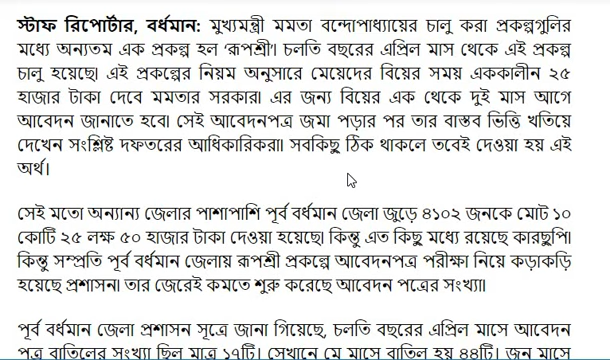 স্টাফ রিপোর্টার, বর্ধমান: মুখ্যমন্ত্রী মমতা বন্দোপাধ্যায়ের চালু করা প্রকল্পগুলির
মধ্যে অন্যতম এক প্রকল্প হল ‘রূপশ্রী’। চলতি বছরের এপ্রিল মাস থেকে এই প্রকল্প
চালু হয়েছে। এই প্রকল্পের নিয়ম অনুসারে মেয়েদের বিয়ের সময় এককালীন ২৫
হাজার টাকা দেবে মমতার সরকার। এর জন্য বিয়ের এক থেকে দুই মাস আগে
আবেদন জানাতে হবে। সেই আবেদনপত্র জমা পড়ার পর তার বাস্তব ভিত্তি খতিয়ে
দেখেন সংশ্লিষ্ট দফতরের আধিকারিকরা। সবকিছু ঠিক থাকলে তবেই দেওয়া হয় এই
অর্থ।
সেই মতো অন্যান্য জেলার পাশাপাশি পূর্ব বর্ধমান জেলা জুড়ে ৪১০২ জনকে মোট ১০
কোটি ২৫ লক্ষ ৫০ হাজার টাকা দেওয়া হয়েছে। কিন্তু এত কিছু মধ্যে রয়েছে কারছুপি।
কিন্তু সম্প্রতি পূর্ব বর্ধমান জেলায় রূপশ্রী প্রকল্পে আবেদনপত্র পরীক্ষা নিয়ে কড়াকড়ি
হয়েছে প্রশাসন। তার জেরেই কমতে শুরু করেছে আবেদন পত্রের সংখ্যা।
পূর্ব বর্ধমান জেলা প্রশাসন সূত্রে জানা গিয়েছে, চলতি বছরের এপ্রিল মাসে আবেদন
পত্র বাতিলের সংখ্যা ছিল মাত্র ১৭টি। সেখানে মে মাসে বাতিল হয় ৪৪টি। জুন মাসে